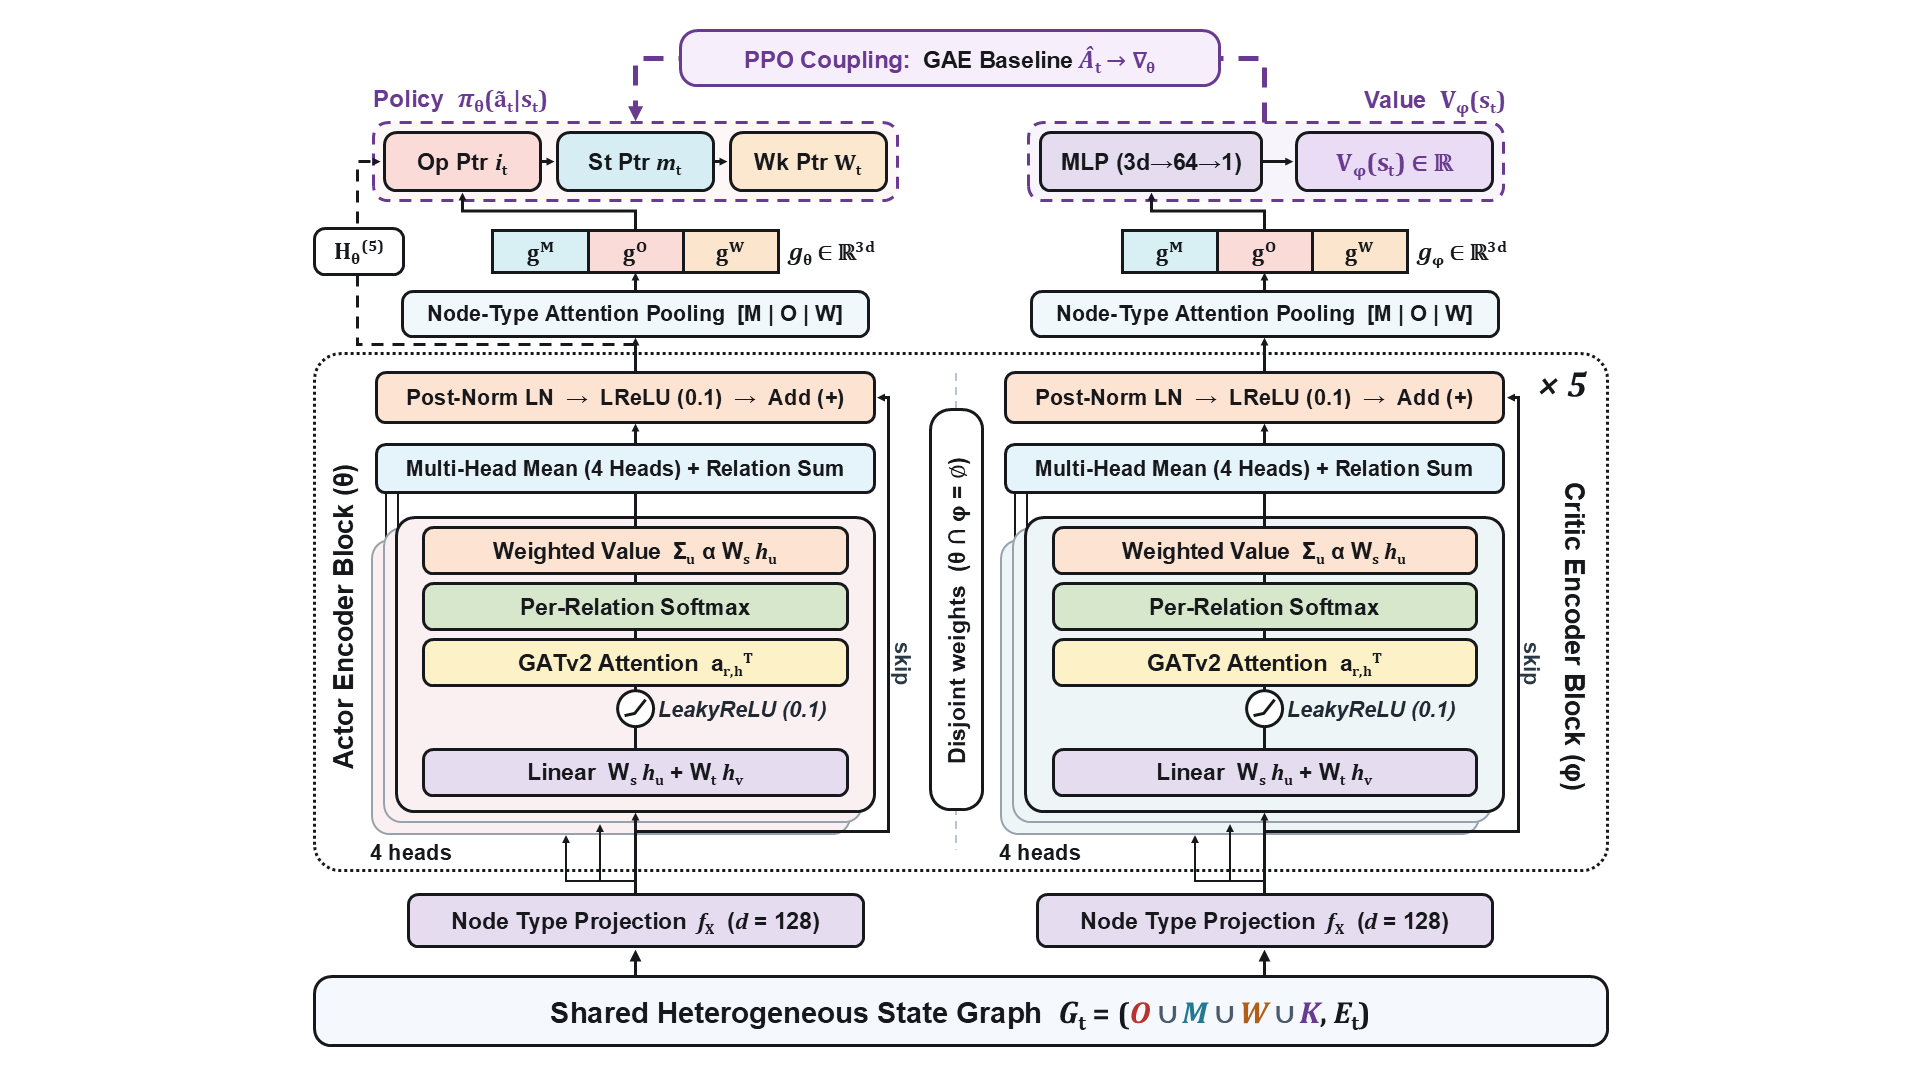 PPO Coupling: GAE Baseline Â_t → ∇_θ
Policy π_θ(ã_t|s_t)
Value V_φ(s_t)
Op Ptr i_t
St Ptr m_t
Wk Ptr W_t
MLP (3d→64→1)
V_φ(s_t) ∈ ℝ
H_θ^(5)
g^M
g^O
g^W
g_θ ∈ ℝ^3d
g^M
g^O
g^W
g_φ ∈ ℝ^3d
Node-Type Attention Pooling [M | O | W]
Node-Type Attention Pooling [M | O | W]
Post-Norm LN → LReLU (0.1) → Add (+)
Post-Norm LN → LReLU (0.1) → Add (+)
× 5
Multi-Head Mean (4 Heads) + Relation Sum
Multi-Head Mean (4 Heads) + Relation Sum
Actor Encoder Block (θ)
Weighted Value Σ_u α W_s h_u
Per-Relation Softmax
GATv2 Attention a_r,h^T
LeakyReLU (0.1)
Linear W_s h_u + W_t h_v
skip
4 heads
Disjoint weights (θ ∩ φ = ∅)
Weighted Value Σ_u α W_s h_u
Per-Relation Softmax
GATv2 Attention a_r,h^T
LeakyReLU (0.1)
Linear W_s h_u + W_t h_v
skip
4 heads
Critic Encoder Block (φ)
Node Type Projection f_X (d = 128)
Node Type Projection f_X (d = 128)
Shared Heterogeneous State Graph G_t = (O ∪ M ∪ W ∪ K, E_t)